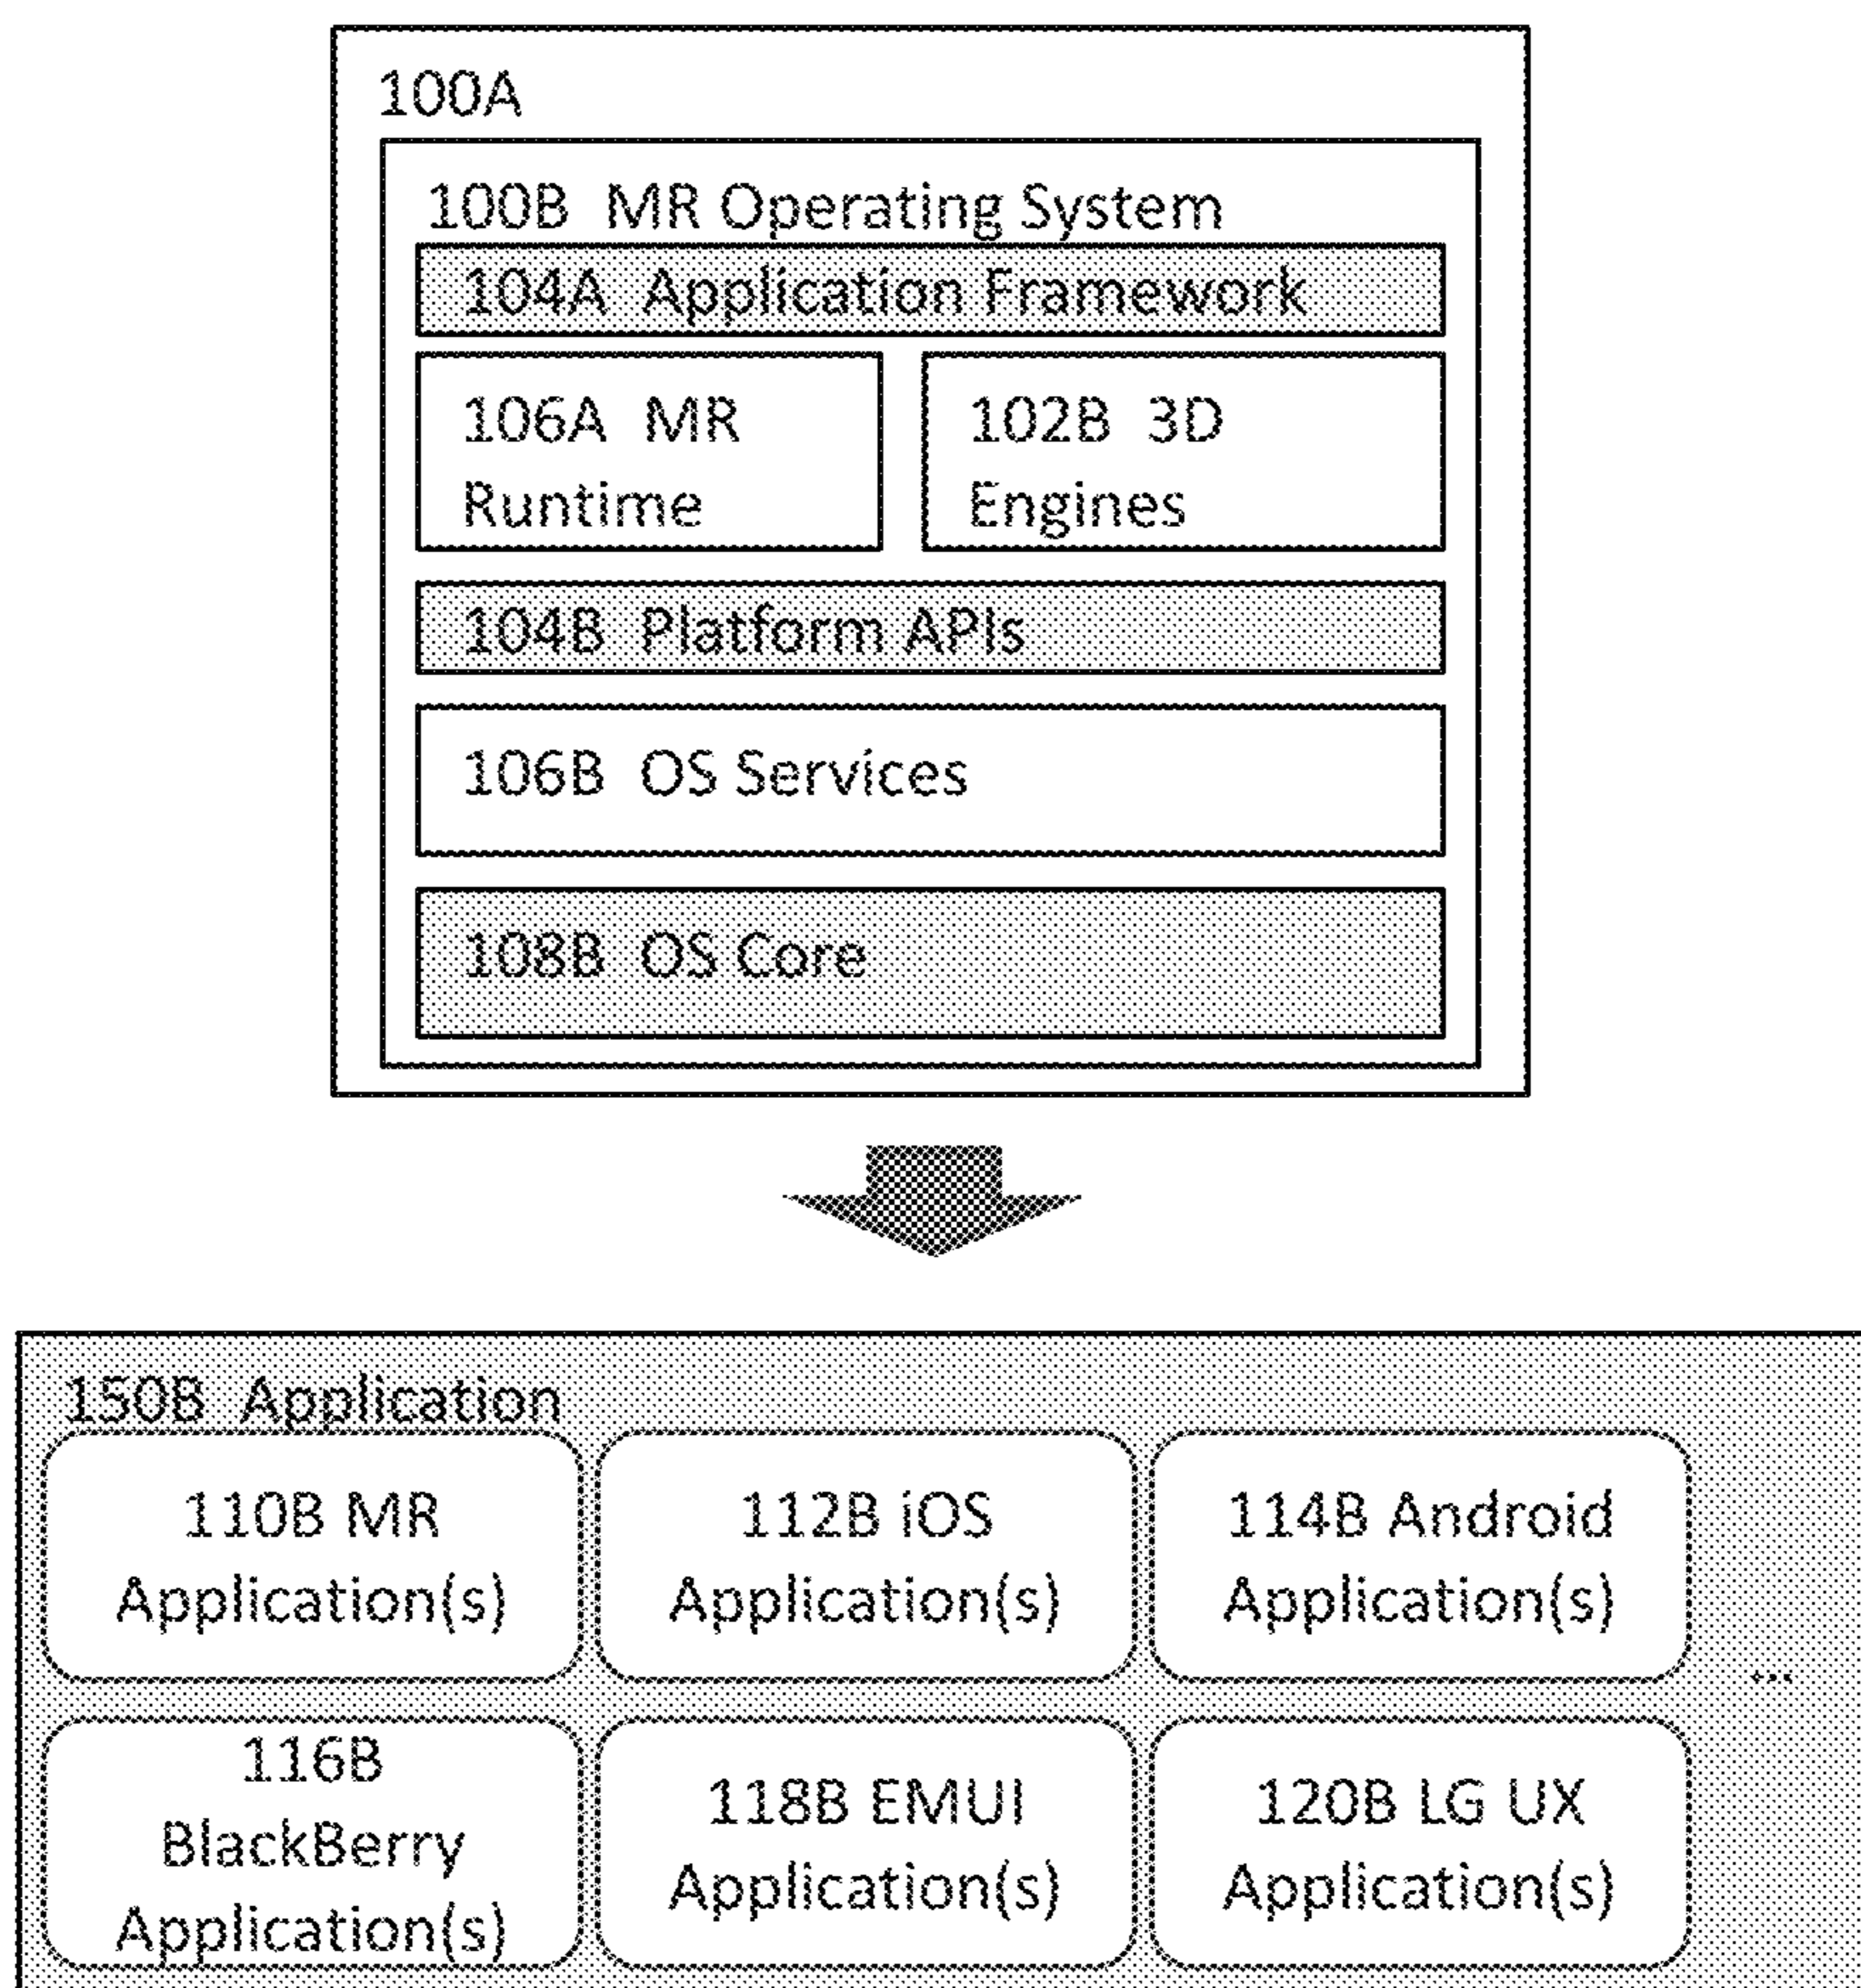 100A
100B MR Operating System
104A Application Framework
106A MR
Runtime
102B 3D
Engines
104B Platform APIs
106B OS Services
108B OS Core
150B Application
110B MR
Application(s)
112B iOS
Application(s)
114B Android
Application(s)
...
116B
BlackBerry
Application(s)
118B EMUI
Application(s)
120B LG UX
Application(s)